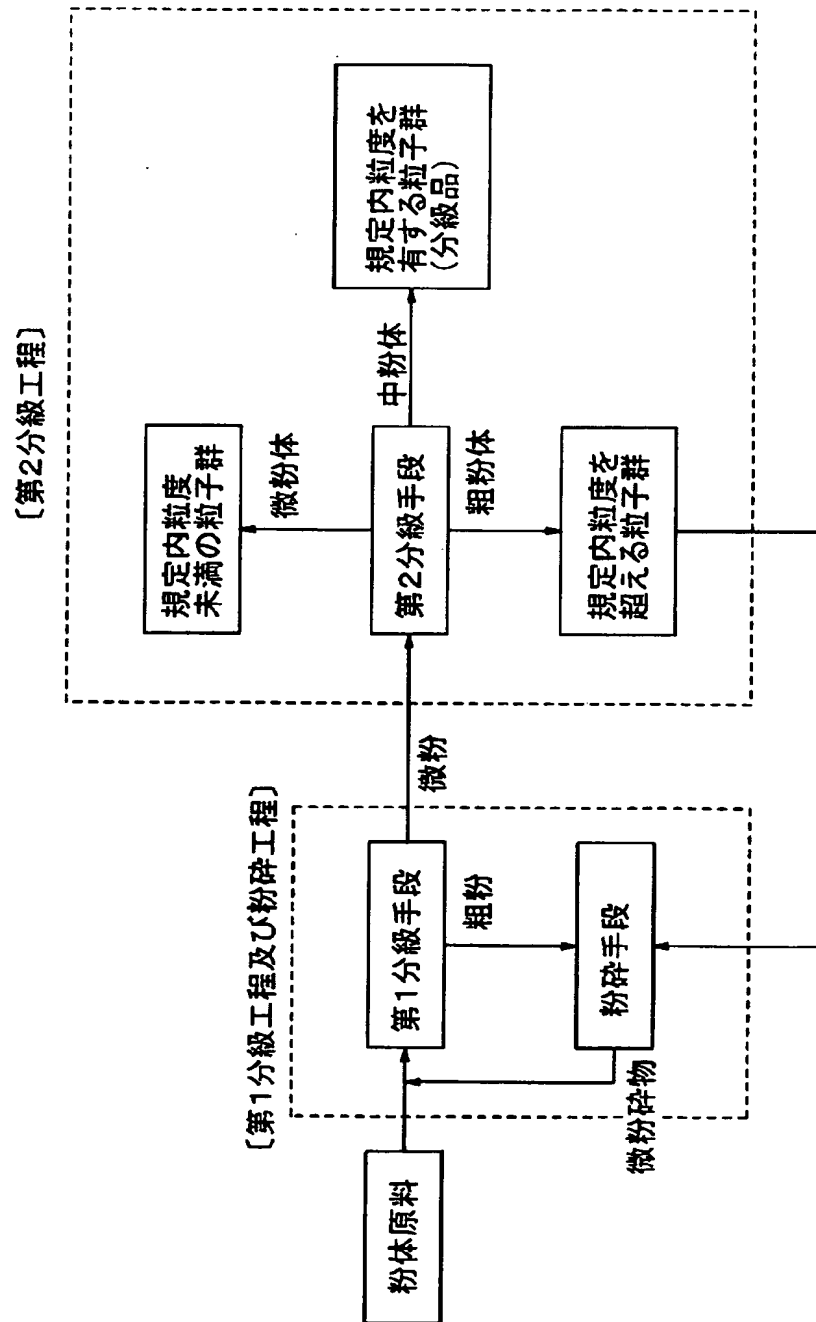 〔第2分級工程〕
規定内粒度
未満の粒子群
微粉体
第2分級手段
中粉体
規定内粒度を
有する粒子群
(分級品)
粗粉体
規定内粒度を
超える粒子群
〔第1分級工程及び粉砕工程〕
粉体原料
第1分級手段
微粉
粗粉
粉砕手段
微粉砕物